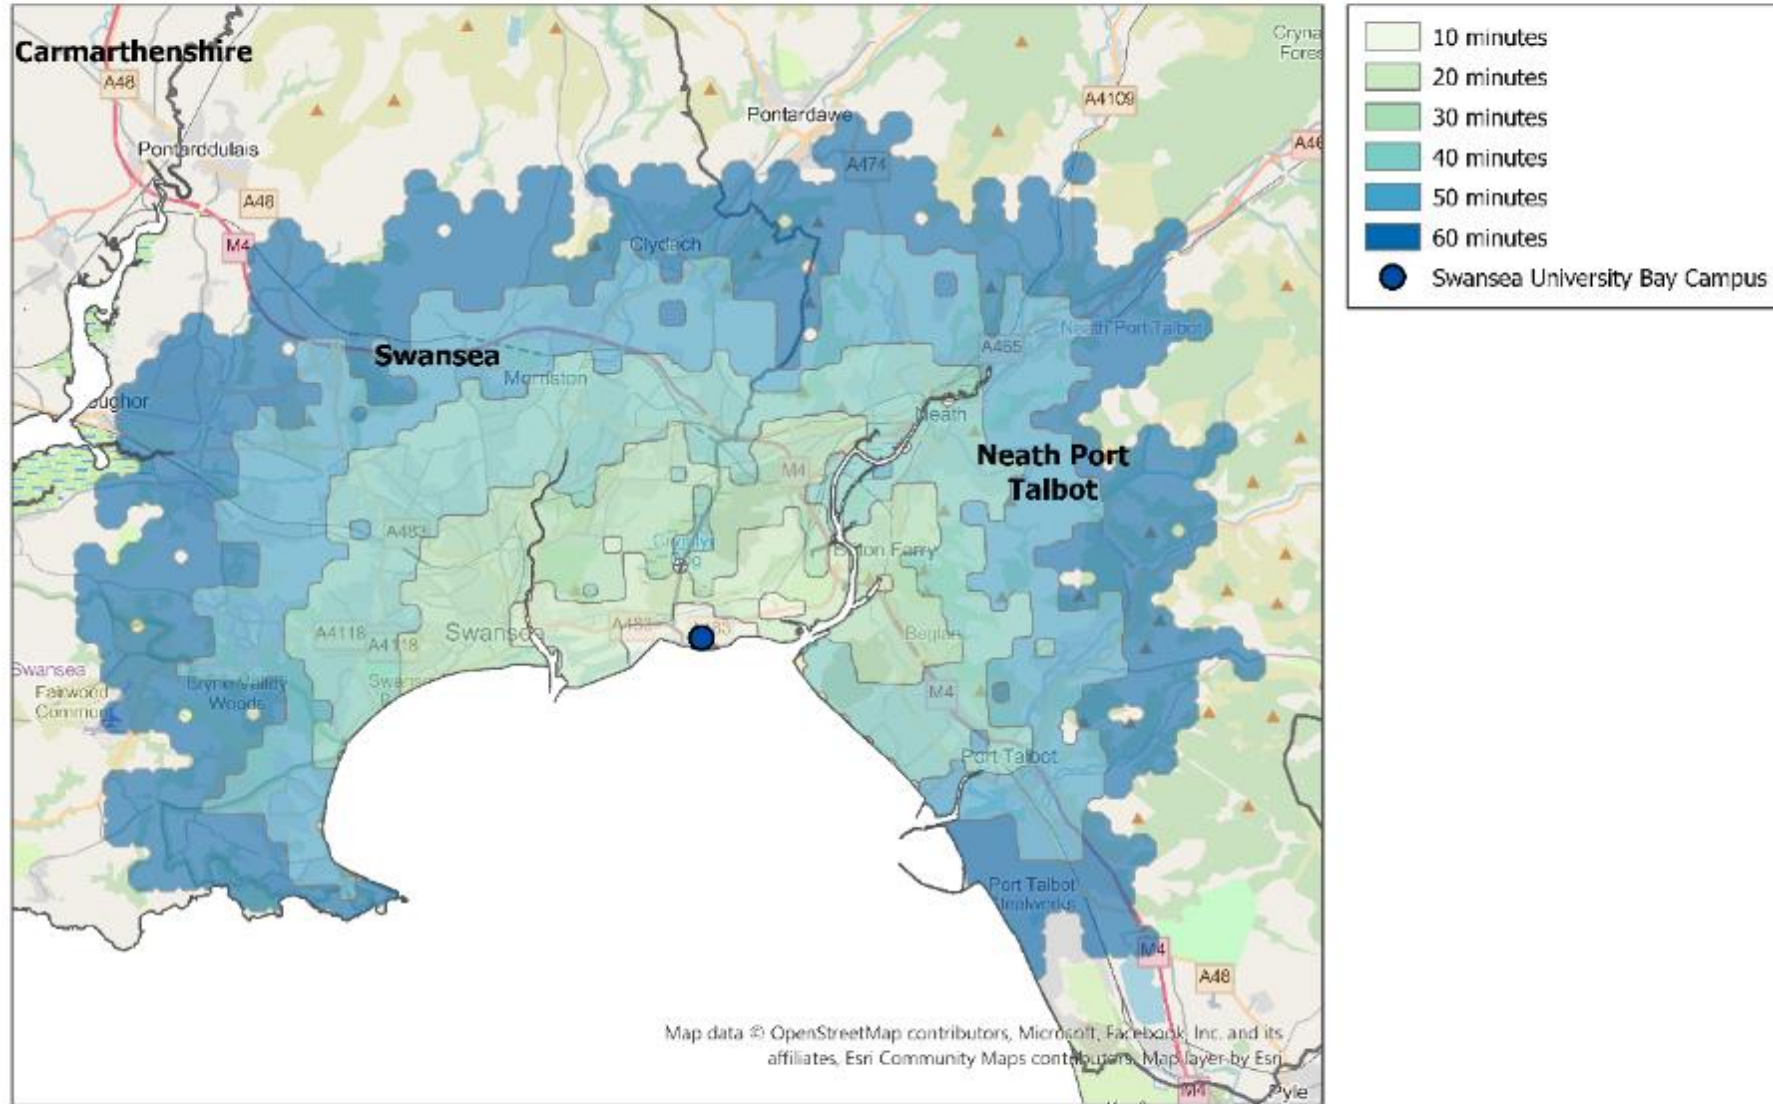 Carmarthenshire
A48
Pontarddulais
A48
M4
Pontardawe
A4109
A474
Clydach
Swansea
Morriston
Neath Port Talbot
A465
Neath
Neath Port
Talbot
M4
A483
Briton Ferry
A4118
A4118
Swansea
A483
Baglan
M4
Swansea
Fairwood
Common
Woods
Port Talbot
Port Talbot
Steelworks
M4
A48
M4
Pyle
Map data © OpenStreetMap contributors, Microsoft, Facebook, Inc. and its
affiliates, Esri Community Maps contributors, Map layer by Esri
10 minutes
20 minutes
30 minutes
40 minutes
50 minutes
60 minutes
Swansea University Bay Campus